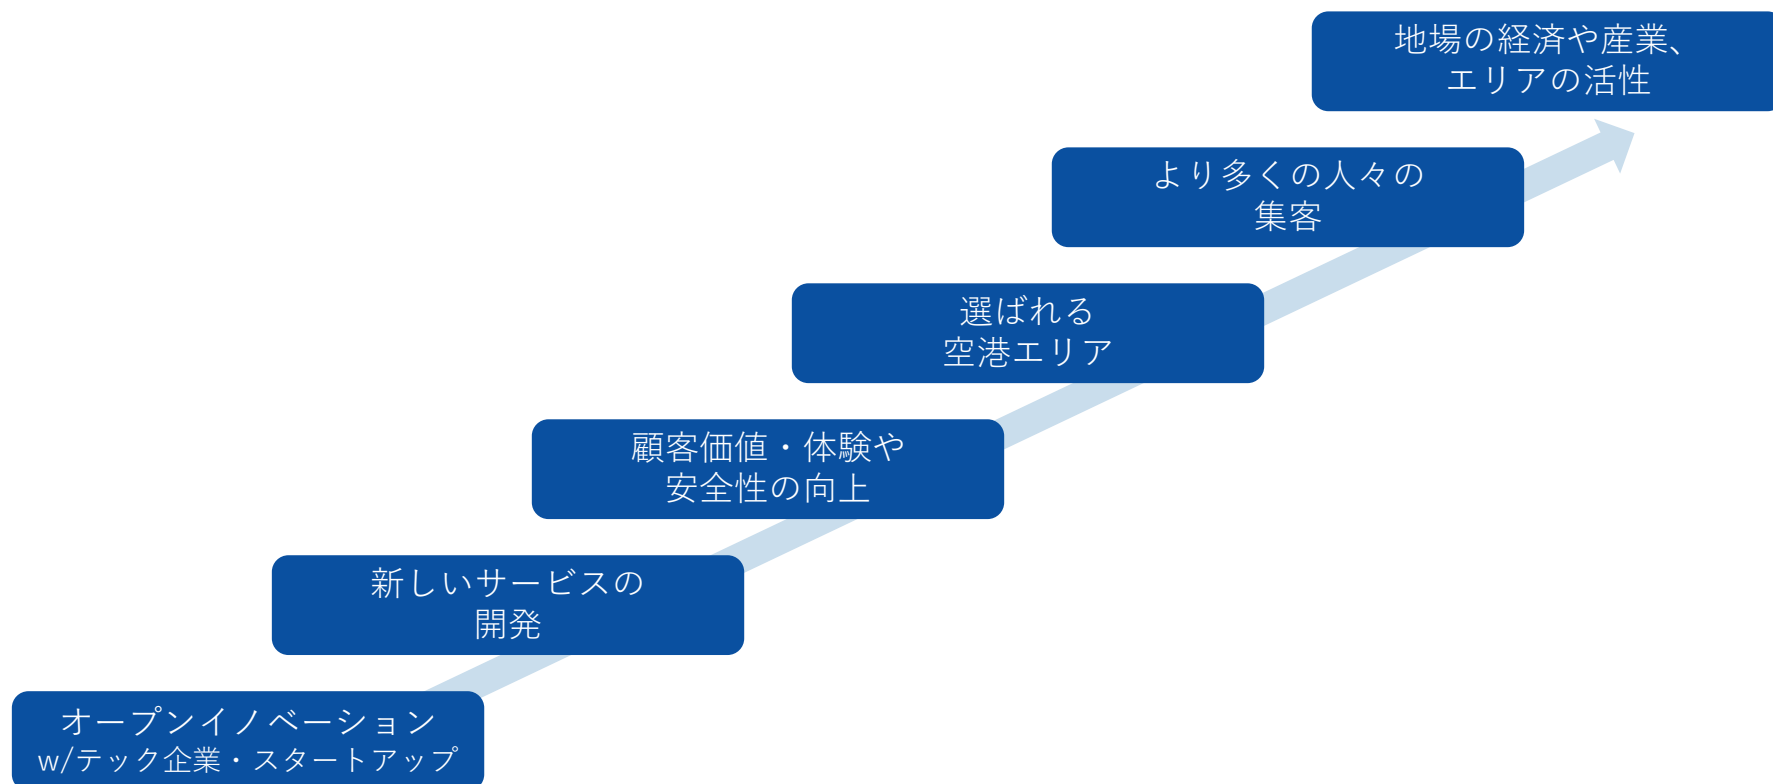 地場の経済や産業、
エリアの活性
より多くの人々の
集客
選ばれる
空港エリア
顧客価値・体験や
安全性の向上
新しいサービスの
開発
オープンイノベーション
w/テック企業・スタートアップ